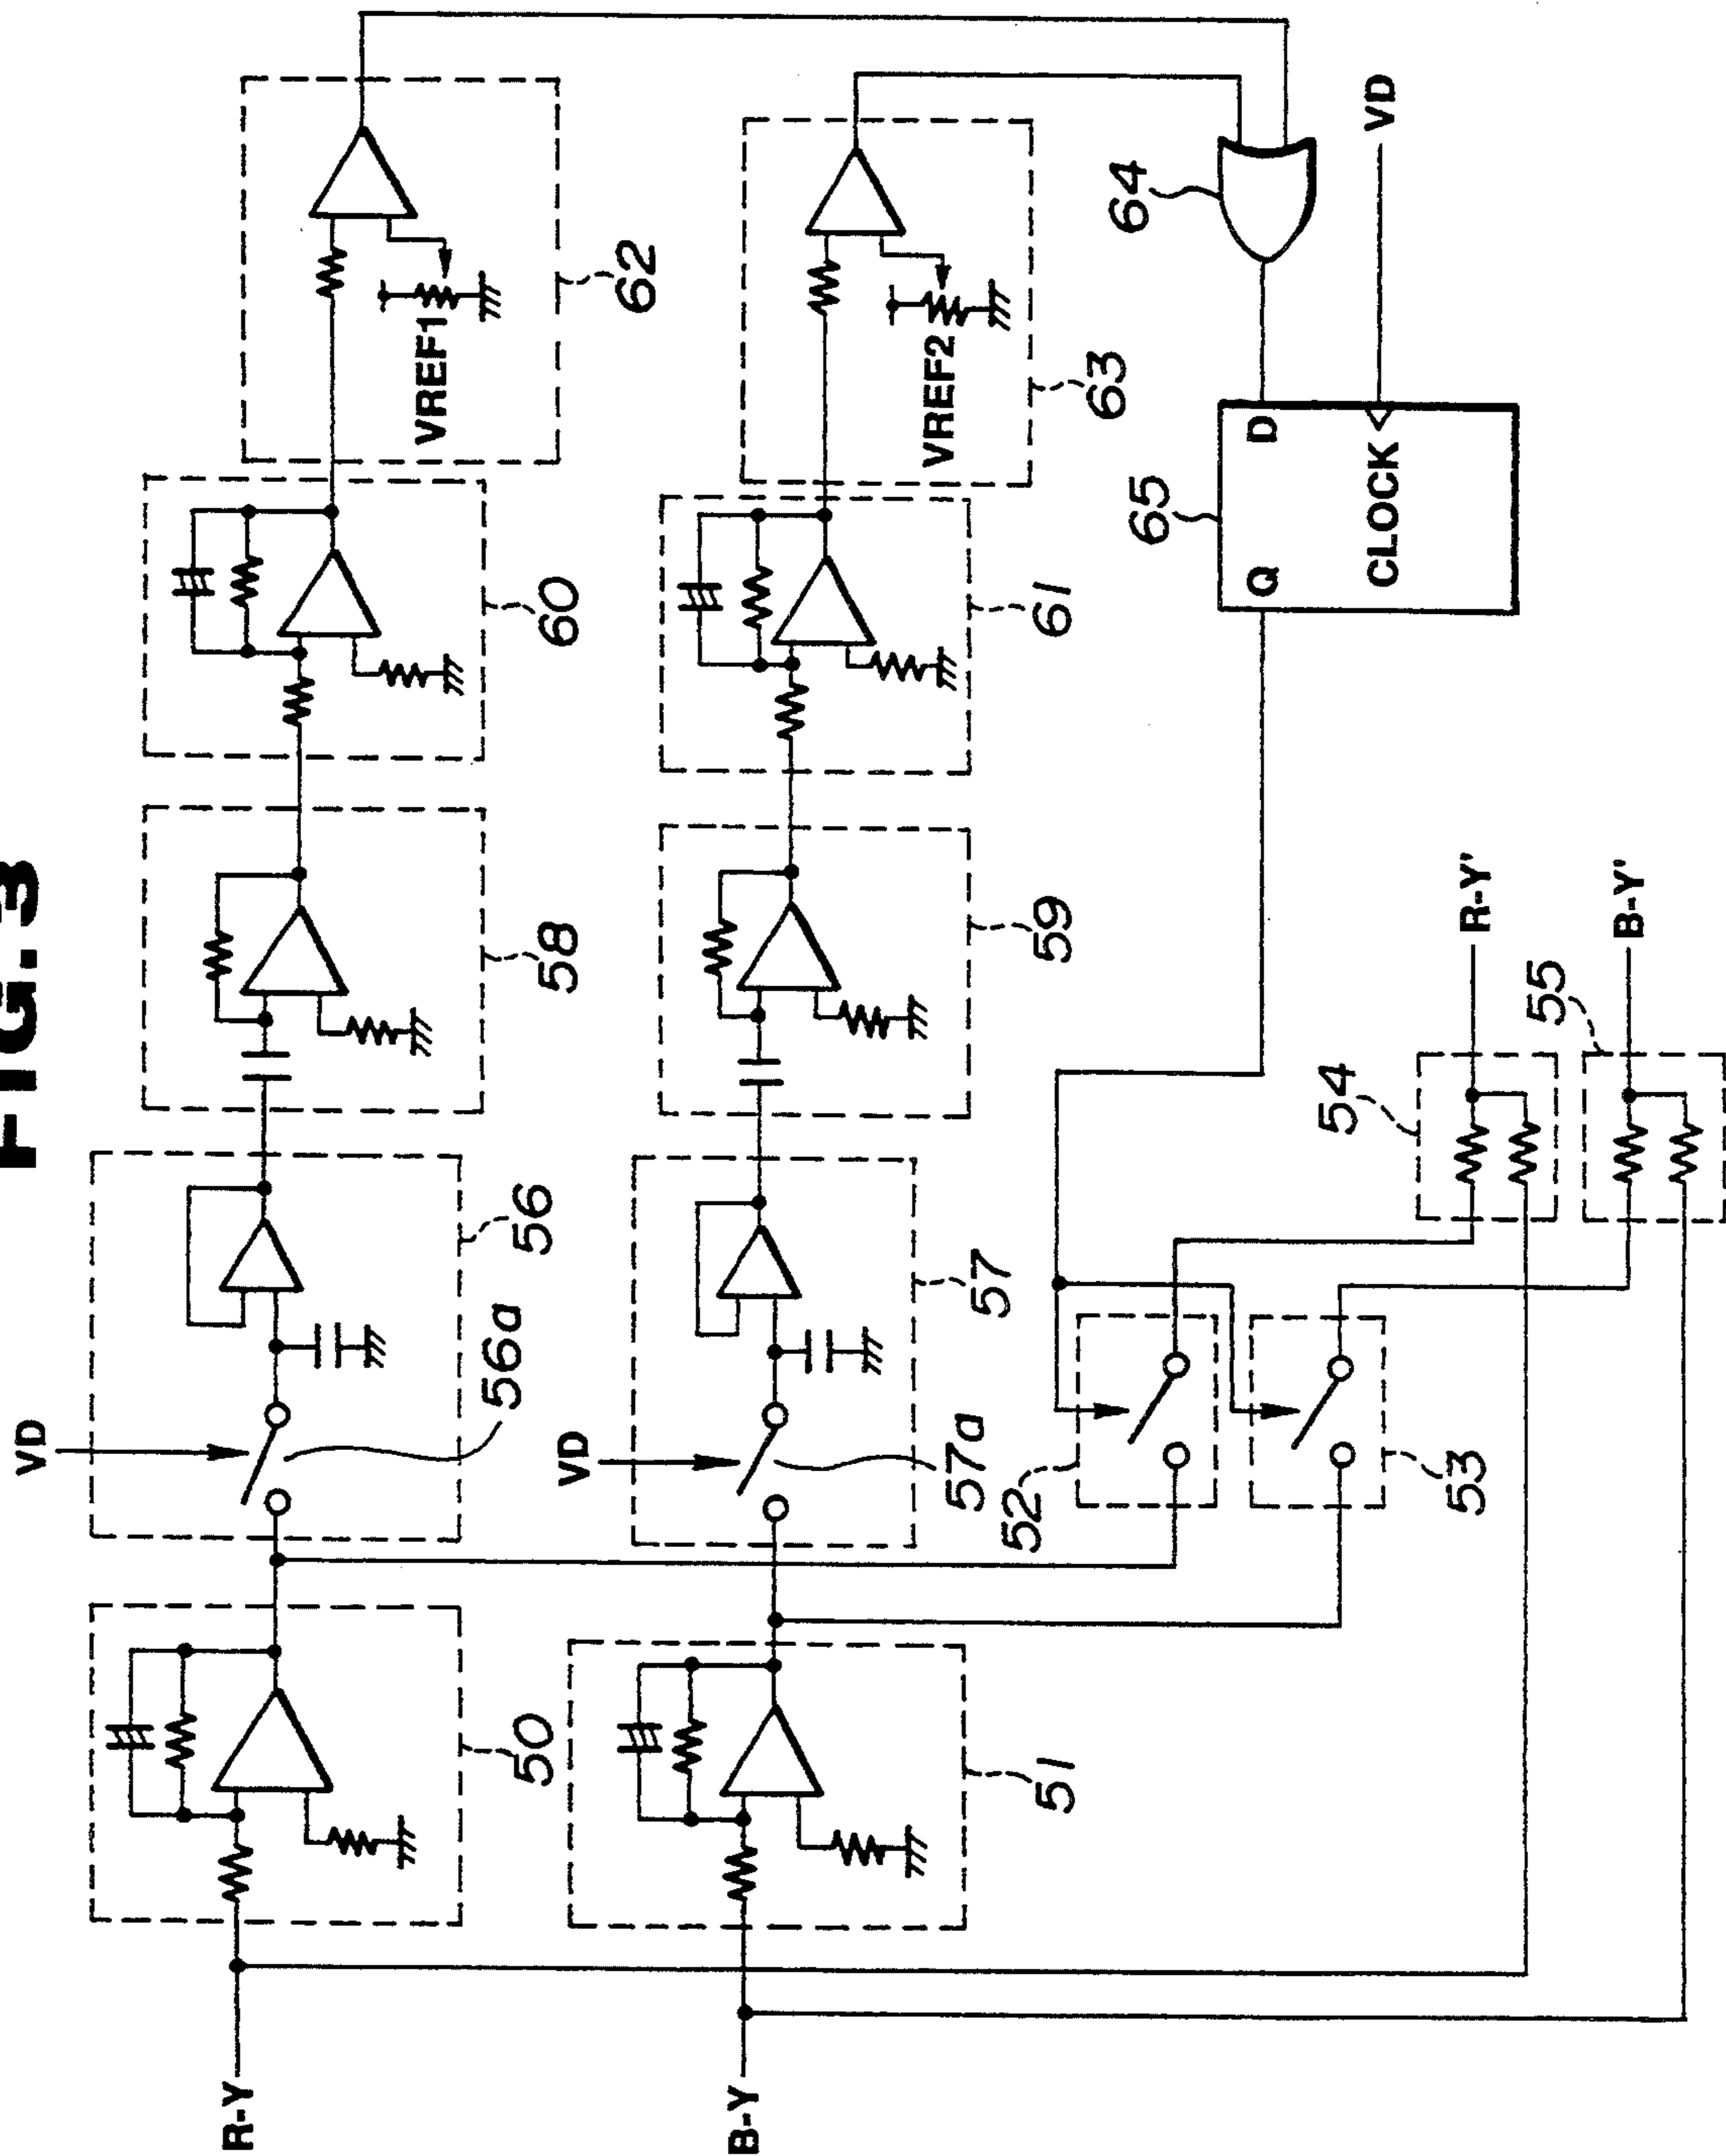 FIG.3
VD
R-Y
50
56a
56
58
60
VREF1
62
VD
B-Y
51
57a
57
59
61
VREF2
63
52
53
64
65
Q
D
CLOCK
VD
54
R-Y'
55
B-Y'